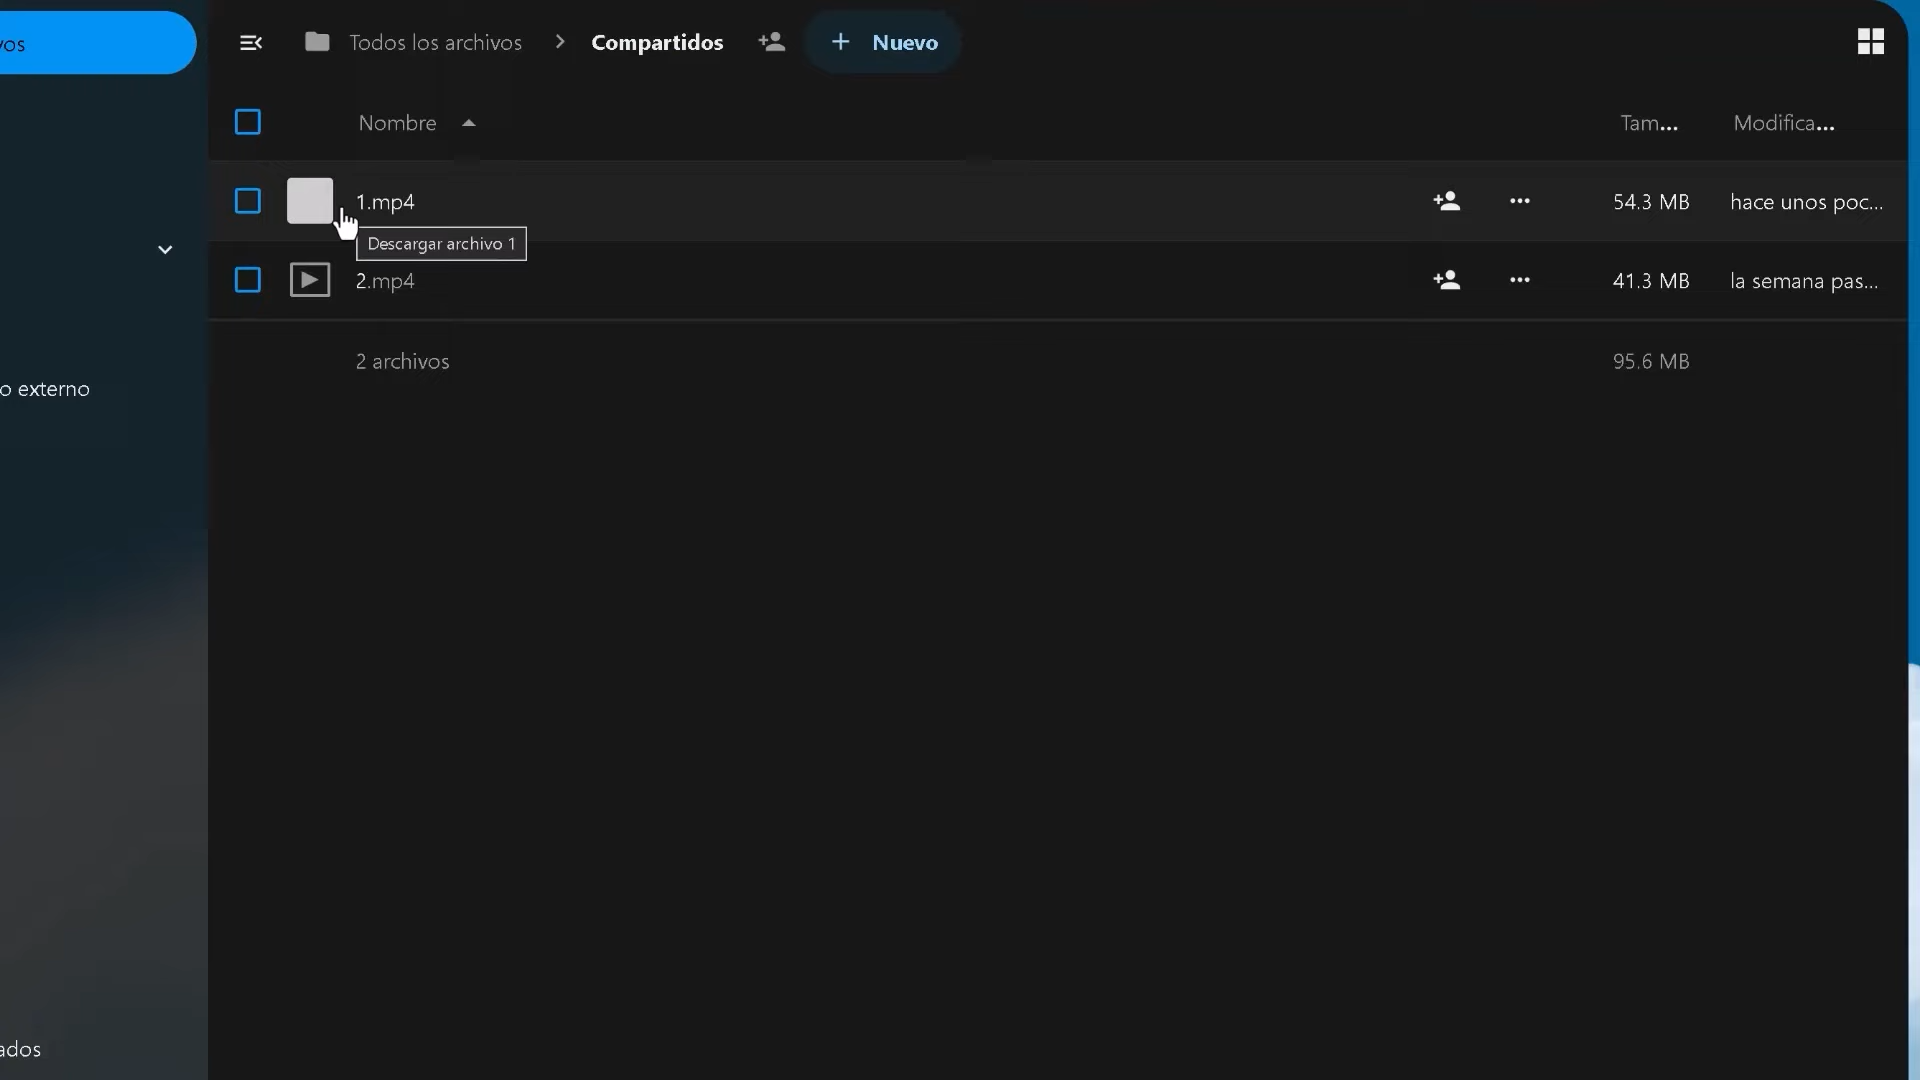 vos
Todos los archivos > Compartidos + Nuevo
Nombre Tam... Modifica...
1.mp4 54.3 MB hace unos poc...
Descargar archivo 1
2.mp4 41.3 MB la semana pas...
2 archivos 95.6 MB
o externo
ados